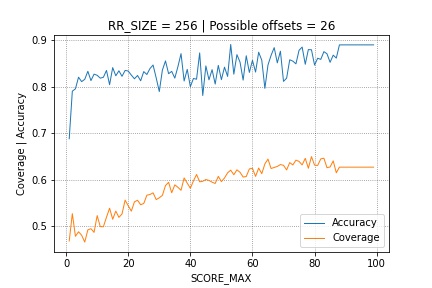 RR_SIZE = 256 | Possible offsets = 26
Coverage | Accuracy
0.9
0.8
0.7
0.6
0.5
0 20 40 60 80 100
SCORE_MAX
Accuracy
Coverage